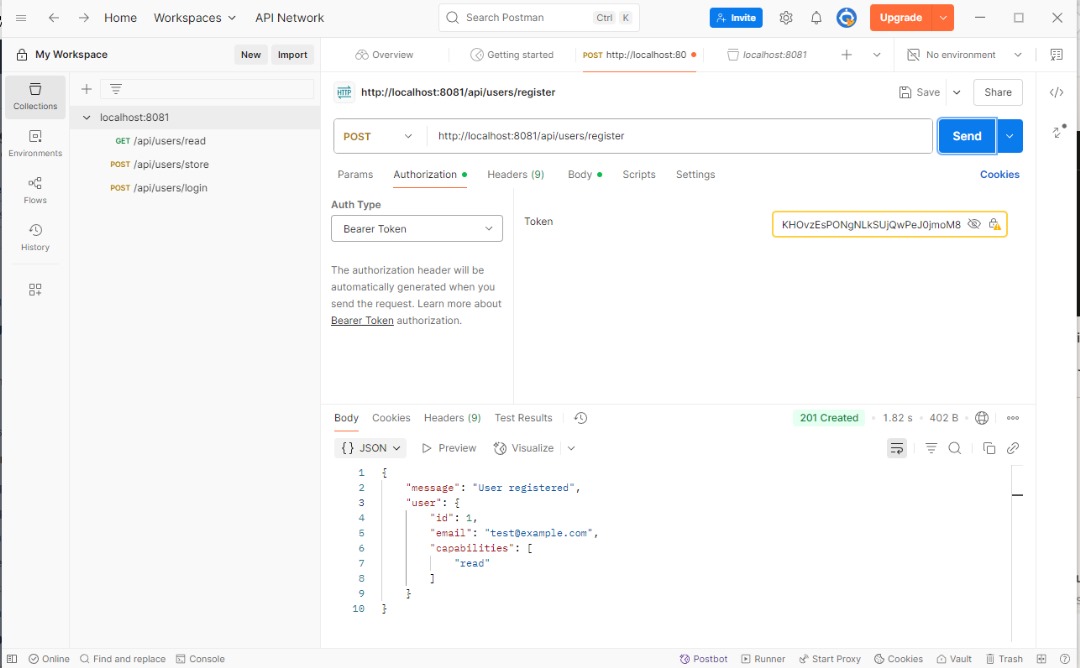 Home Workspaces API Network Search Postman Ctrl K Invite Upgrade
My Workspace New Import Overview Getting started POST http://localhost:80 localhost:8081 No environment
Collections
Environments
Flows
History
localhost:8081
GET /api/users/read
POST /api/users/store
POST /api/users/login
HTTP http://localhost:8081/api/users/register Save Share
POST http://localhost:8081/api/users/register Send
Params Authorization Headers (9) Body Scripts Settings Cookies
Auth Type
Bearer Token
The authorization header will be
automatically generated when you
send the request. Learn more about
Bearer Token authorization.
Token KHOvzEsPONgNLkSUjQwPeJ0jmoM8
Body Cookies Headers (9) Test Results 201 Created 1.82 s 402 B
{} JSON Preview Visualize
1 {
2 "message": "User registered",
3 "user": {
4 "id": 1,
5 "email": "test@example.com",
6 "capabilities": [
7 "read"
8 ]
9 }
10 }
Online Find and replace Console Postbot Runner Start Proxy Cookies Vault Trash